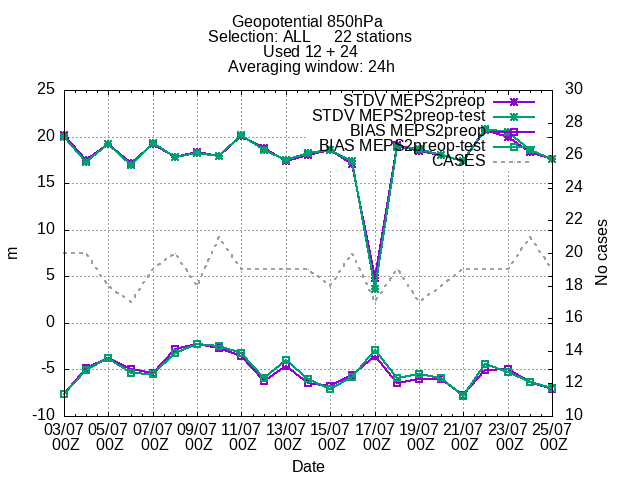 Geopotential 850hPa
Selection: ALL 22 stations
Used 12 + 24
Averaging window: 24h
STDV MEPS2preop
STDV MEPS2preop-test
BIAS MEPS2preop
BIAS MEPS2preop-test
CASES
25
20
15
10
5
0
-5
-10
m
30
28
26
24
22
20
18
16
14
12
10
No cases
03/07 05/07 07/07 09/07 11/07 13/07 15/07 17/07 19/07 21/07 23/07 25/07
00Z 00Z 00Z 00Z 00Z 00Z 00Z 00Z 00Z 00Z 00Z 00Z
Date